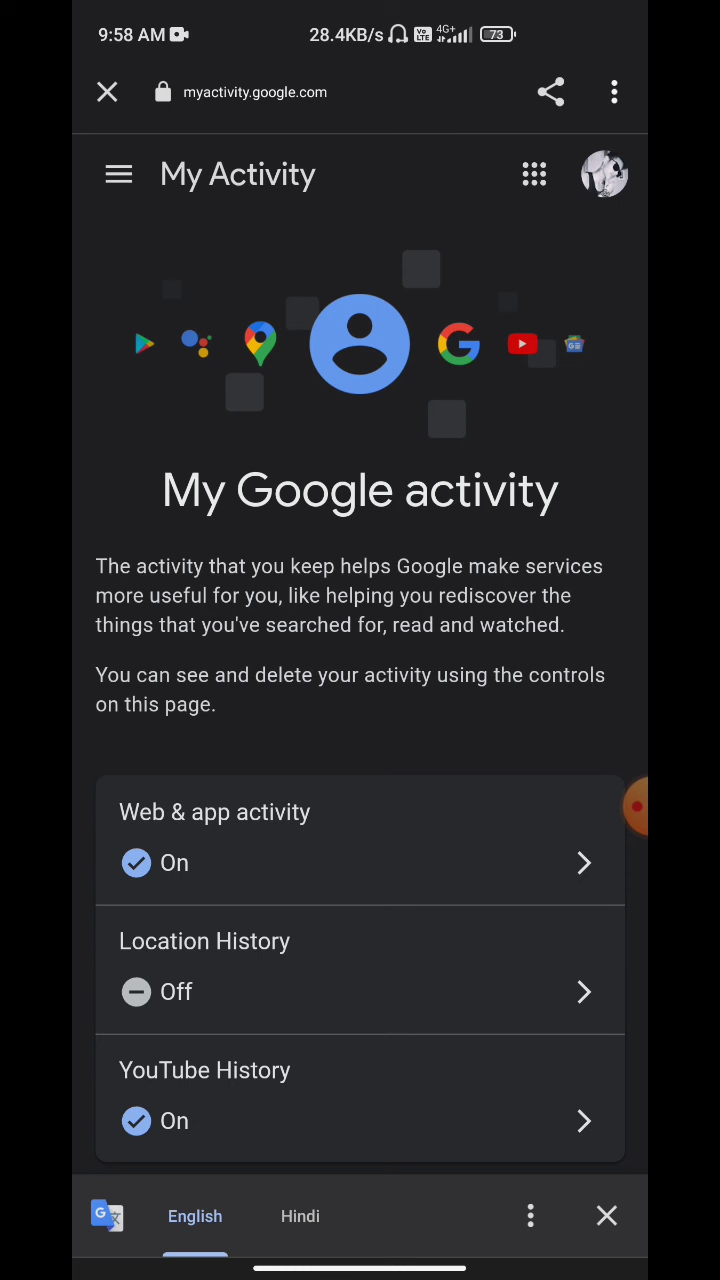 9:58 AM 28.4KB/s Vo LTE 4G+ 73
myactivity.google.com
My Activity
My Google activity
The activity that you keep helps Google make services
more useful for you, like helping you rediscover the
things that you've searched for, read and watched.
You can see and delete your activity using the controls
on this page.
Web & app activity
On
Location History
Off
YouTube History
On
English Hindi